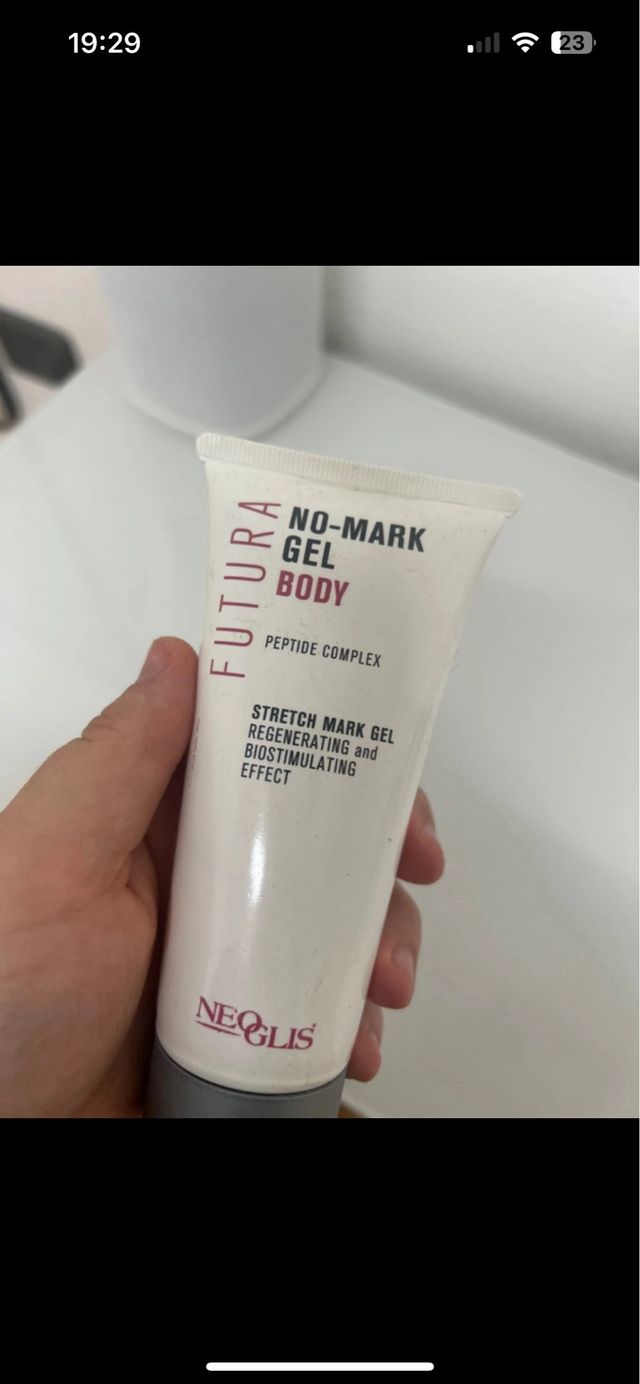 19:29
23
FUTURA
NO-MARK
GEL
BODY
PEPTIDE COMPLEX
STRETCH MARK GEL
REGENERATING and
BIOSTIMULATING
EFFECT
NEOGLIS